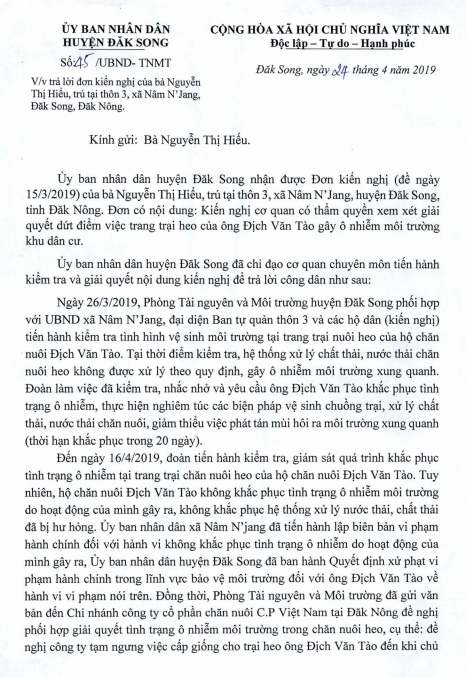 ỦY BAN NHÂN DÂN
HUYỆN ĐĂK SONG
CỘNG HÒA XÃ HỘI CHỦ NGHĨA VIỆT NAM
Độc lập – Tự do – Hạnh phúc
Số: 45 /UBND- TNMT
Đăk Song, ngày 24 tháng 4 năm 2019
V/v trả lời đơn kiến nghị của bà Nguyễn
Thị Hiếu, trú tại thôn 3, xã Nâm N’Jang,
Đăk Song, Đăk Nông.
Kính gửi: Bà Nguyễn Thị Hiếu.
Ủy ban nhân dân huyện Đăk Song nhận được Đơn kiến nghị (đề ngày
15/3/2019) của bà Nguyễn Thị Hiếu, trú tại thôn 3, xã Nâm N’Jang, huyện Đăk Song,
tỉnh Đăk Nông. Đơn có nội dung: Kiến nghị cơ quan có thẩm quyền xem xét giải
quyết dứt điểm việc trang trại heo của ông Địch Văn Tào gây ô nhiễm môi trường
khu dân cư.
Ủy ban nhân dân huyện Đăk Song đã chỉ đạo cơ quan chuyên môn tiến hành
kiểm tra và giải quyết nội dung kiến nghị để trả lời công dân như sau:
Ngày 26/3/2019, Phòng Tài nguyên và Môi trường huyện Đăk Song phối hợp
với UBND xã Nâm N’Jang, đại diện Ban tự quản thôn 3 và các hộ dân (kiến nghị)
tiến hành kiểm tra tình hình vệ sinh môi trường tại trang trại nuôi heo của hộ chăn
nuôi Địch Văn Tào. Tại thời điểm kiểm tra, hệ thống xử lý chất thải, nước thải chăn
nuôi heo không được xử lý theo quy định, gây ô nhiễm môi trường xung quanh.
Đoàn làm việc đã kiểm tra, nhắc nhở và yêu cầu ông Địch Văn Tào khắc phục tình
trạng ô nhiễm, thực hiện nghiêm túc các biện pháp vệ sinh chuồng trại, xử lý chất
thải, nước thải chăn nuôi, giảm thiểu việc phát tán mùi hôi ra môi trường xung quanh
(thời hạn khắc phục trong 20 ngày).
Đến ngày 16/4/2019, đoàn tiến hành kiểm tra, giám sát quá trình khắc phục
tình trạng ô nhiễm tại trang trại chăn nuôi heo của hộ chăn nuôi Địch Văn Tào. Tuy
nhiên, hộ chăn nuôi Địch Văn Tào không khắc phục tình trạng ô nhiễm môi trường
do hoạt động của mình gây ra, không khắc phục hệ thống xử lý nước thải, chất thải
đã bị hư hỏng. Ủy ban nhân dân xã Nâm N’jang đã tiến hành lập biên bản vi phạm
hành chính đối với hành vi không khắc phục tình trạng ô nhiễm do hoạt động của
mình gây ra, Ủy ban nhân dân huyện Đăk Song đã ban hành Quyết định xử phạt vi
phạm hành chính trong lĩnh vực bảo vệ môi trường đối với ông Địch Văn Tào về
hành vi vi phạm nói trên. Đồng thời, Phòng Tài nguyên và Môi trường đã gửi văn
bản đến Chi nhánh công ty cổ phần chăn nuôi C.P Việt Nam tại Đăk Nông đề nghị
phối hợp giải quyết tình trạng ô nhiễm môi trường trong chăn nuôi heo, cụ thể: đề
nghị công ty tạm ngưng việc cấp giống cho trại heo ông Địch Văn Tào đến khi chủ